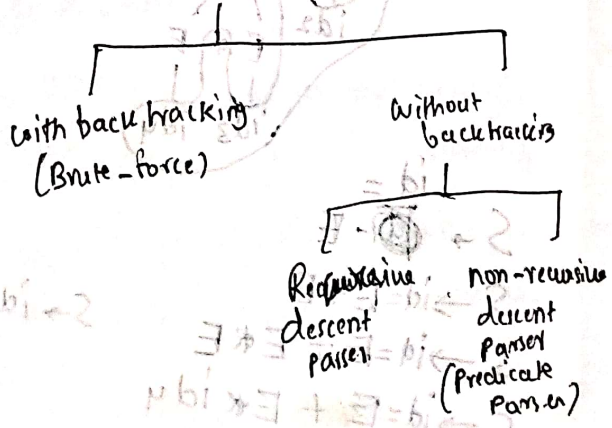 with backtracking
(Brute-force)
without
backtracking
Recursive
descent
parser
non-recursive
descent
parser
(Predicate
Parser)